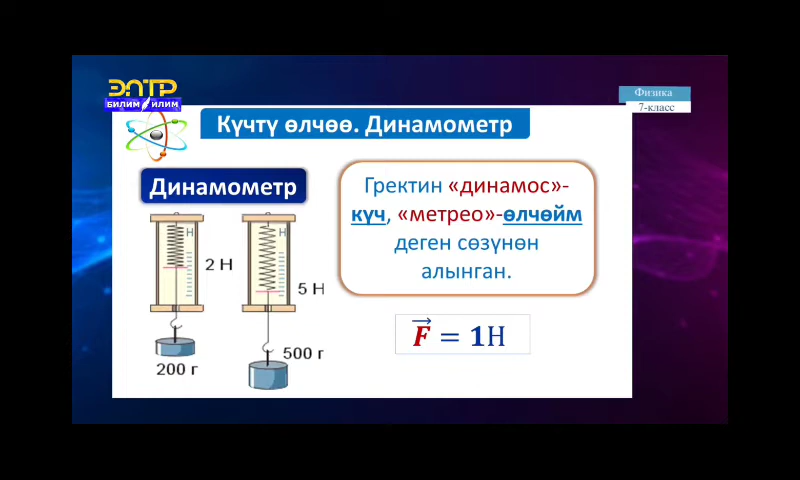 ЭЛТР
БИЛИМ ИЛИМ
Физика
7-класс
Күчтү өлчөө. Динамометр
Динамометр
Гректин «динамос»-
күч, «метрео»-өлчөйм
деген сөзүнөн
алынган.
Н
Н
2 Н
5 Н
500 г
200 г
F = 1Н